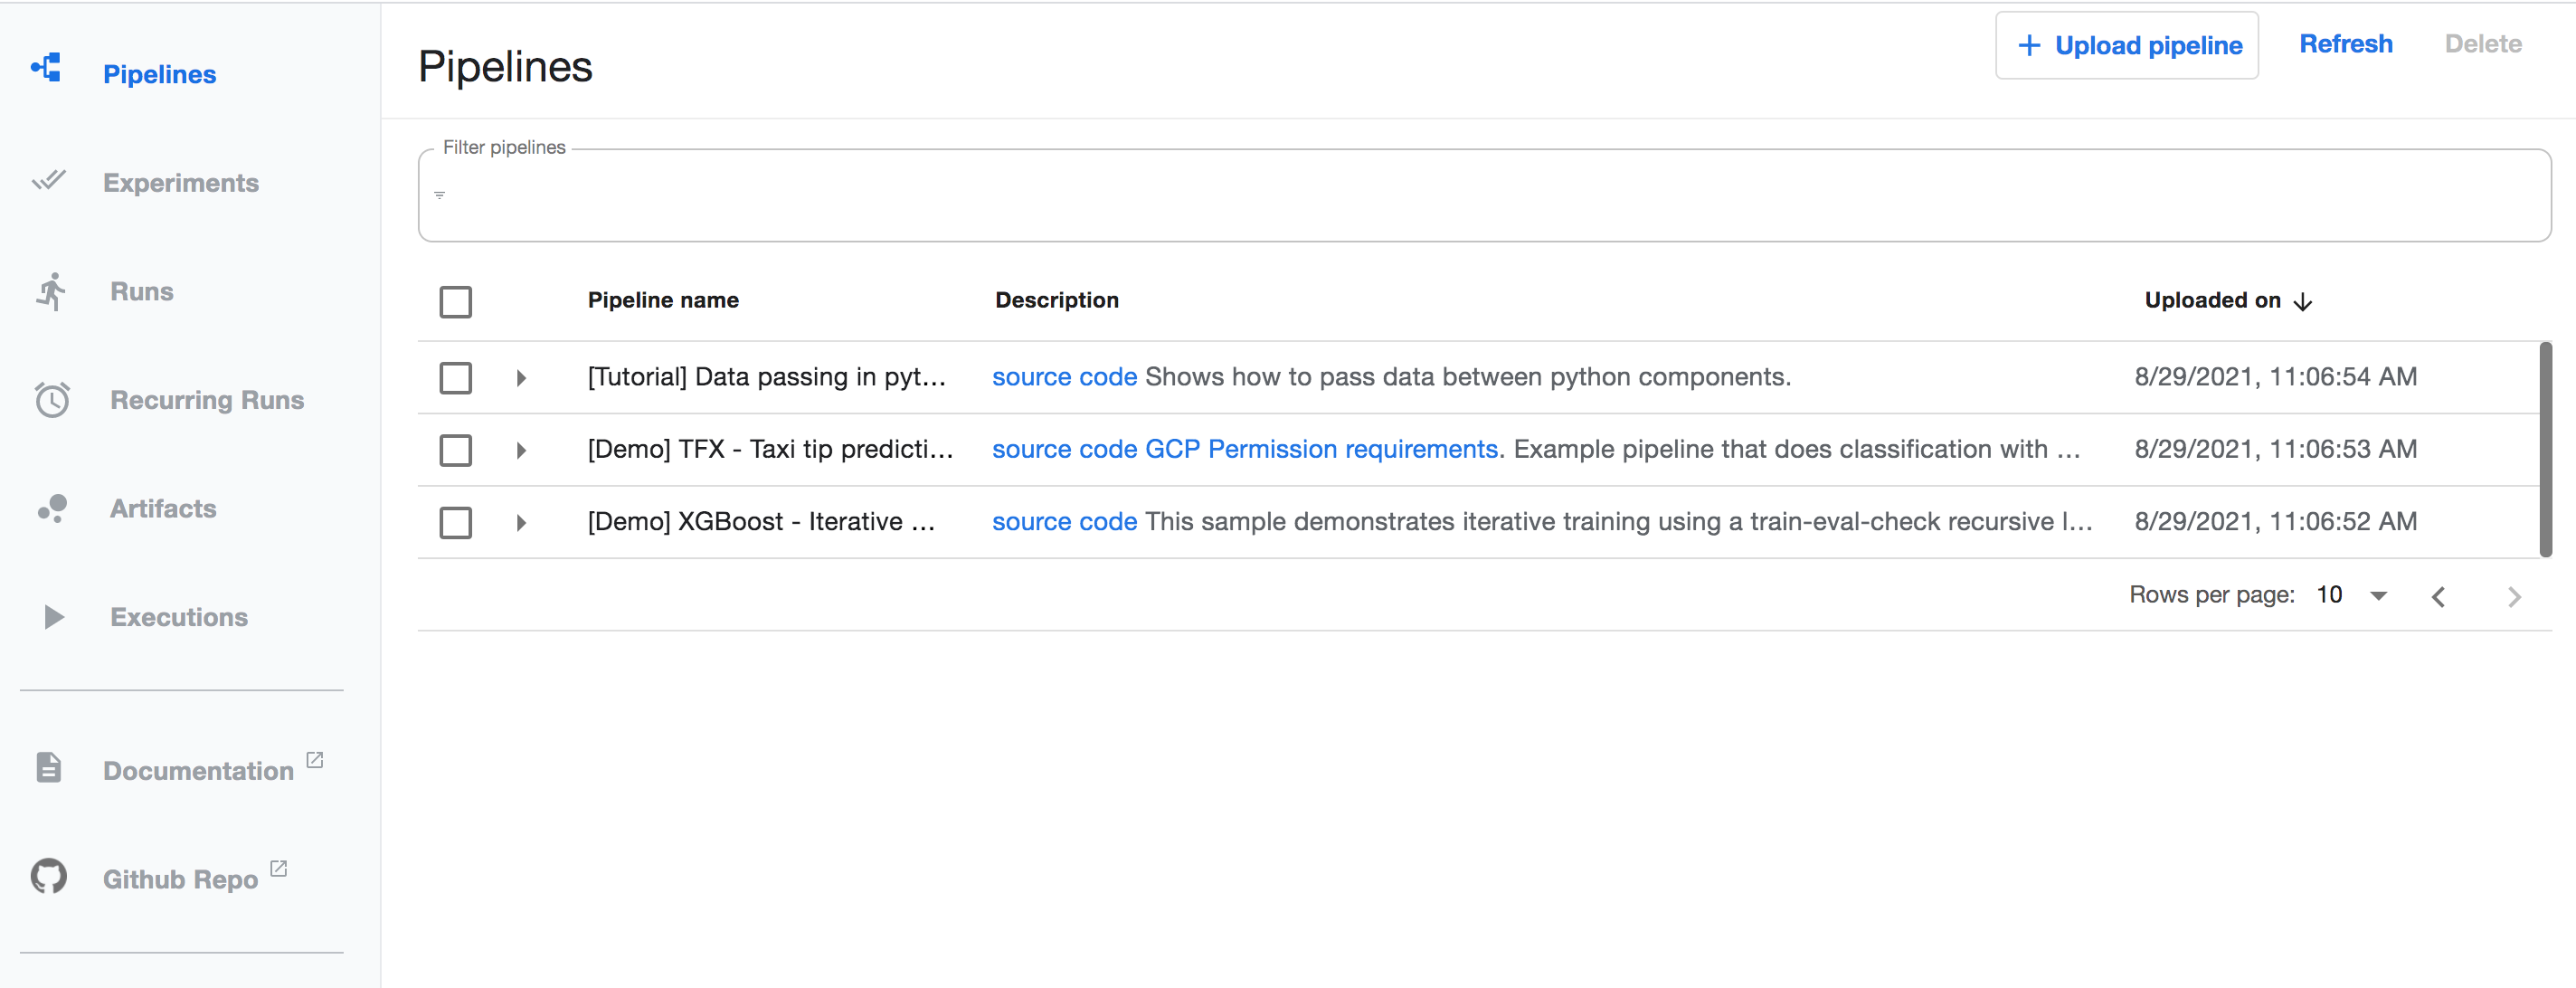 Pipelines
Experiments
Runs
Recurring Runs
Artifacts
Executions
Documentation
Github Repo
Pipelines
+ Upload pipeline Refresh Delete
Filter pipelines
Pipeline name Description Uploaded on
[Tutorial] Data passing in pyt... source code Shows how to pass data between python components. 8/29/2021, 11:06:54 AM
[Demo] TFX - Taxi tip predicti... source code GCP Permission requirements. Example pipeline that does classification with ... 8/29/2021, 11:06:53 AM
[Demo] XGBoost - Iterative ... source code This sample demonstrates iterative training using a train-eval-check recursive l... 8/29/2021, 11:06:52 AM
Rows per page: 10